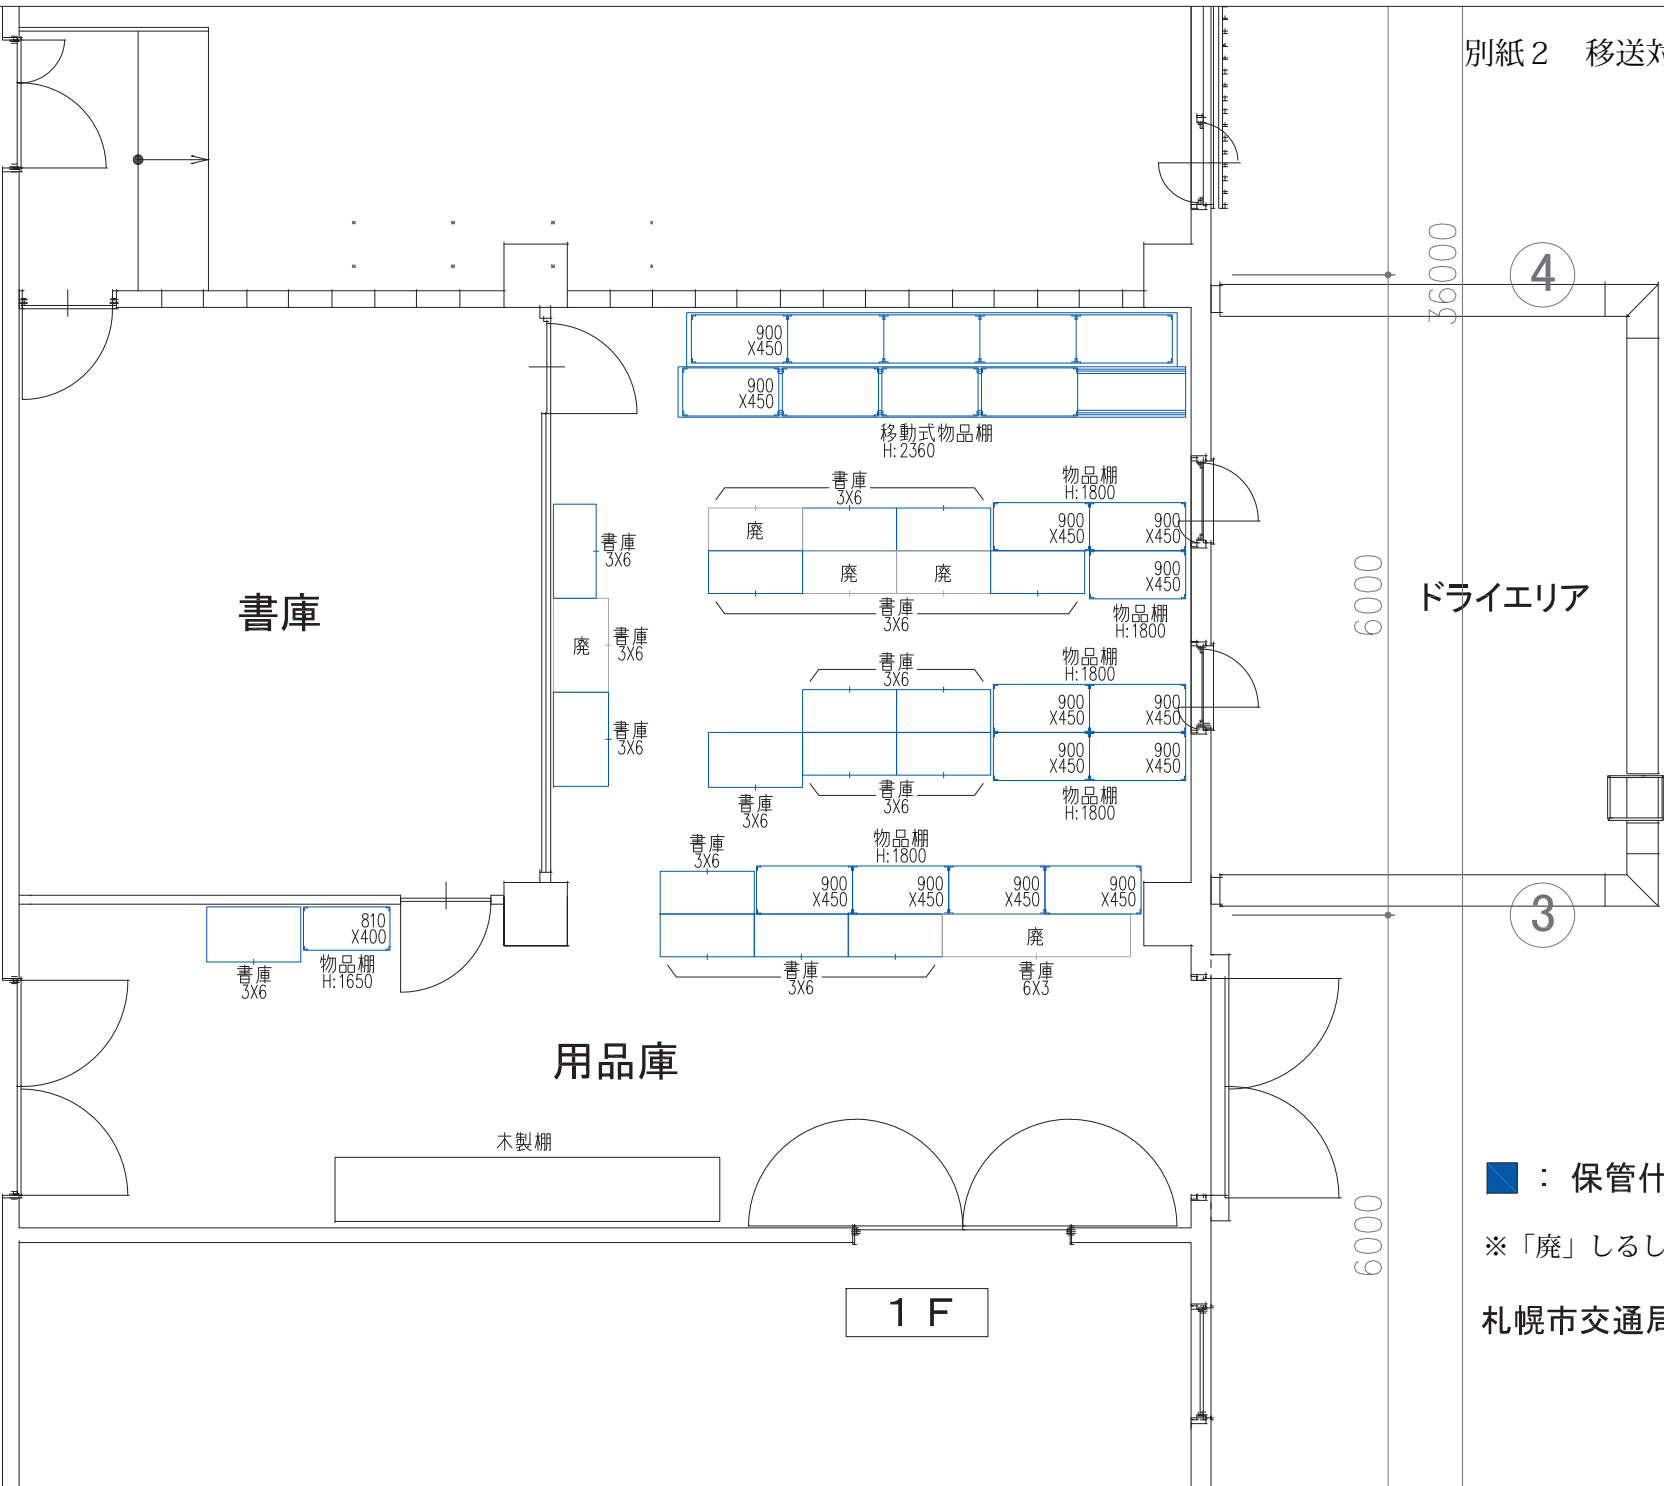 別紙２　移送対
36000
4
900
X450
900
X450
移動式物品棚
H:2360
書庫
3X6
物品棚
H:1800
廃
900
X450
900
X450
書庫
3X6
廃
廃
900
X450
6000
ドライエリア
書庫
書庫
3X6
物品棚
H:1800
廃
書庫
3X6
書庫
3X6
物品棚
H:1800
900
X450
900
X450
書庫
3X6
900
X450
900
X450
書庫
3X6
書庫
3X6
物品棚
H:1800
書庫
3X6
物品棚
H:1800
900
X450
900
X450
900
X450
900
X450
3
810
X400
廃
書庫
3X6
物品棚
H:1650
書庫
3X6
書庫
6X3
用品庫
木製棚
：保管什
6000
※「廃」しるし
１Ｆ
札幌市交通局